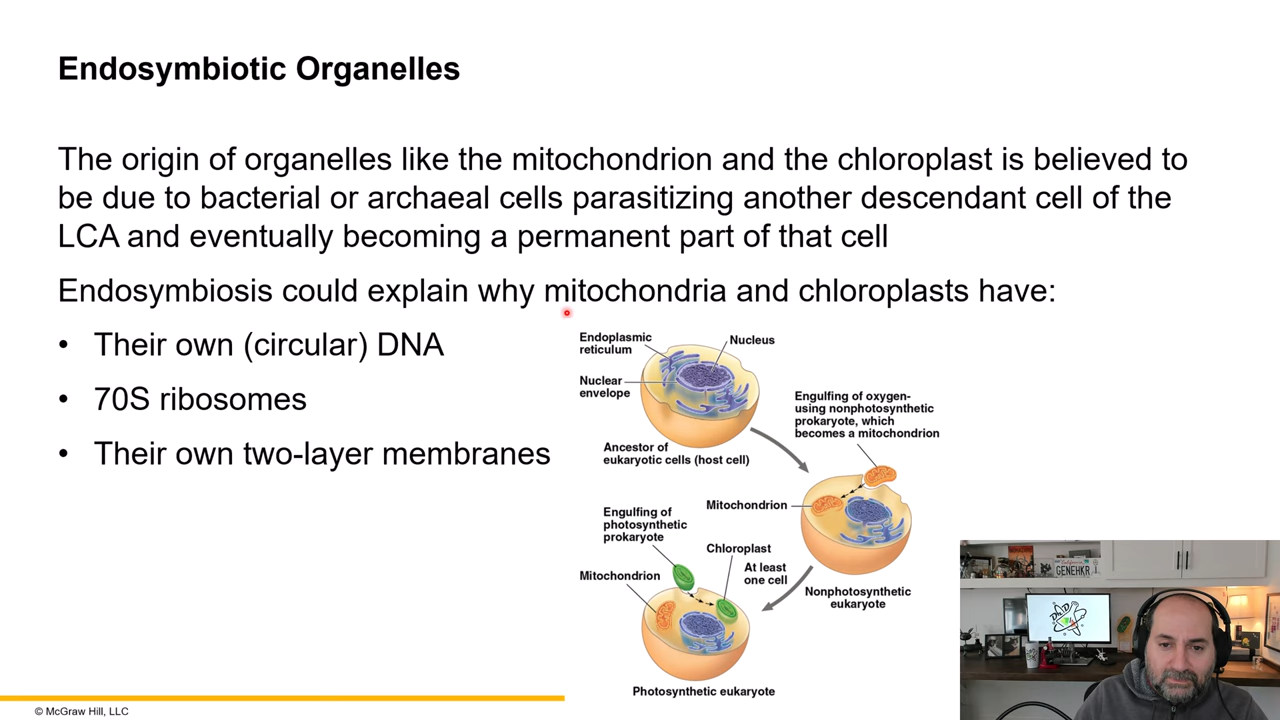 Endosymbiotic Organelles
The origin of organelles like the mitochondrion and the chloroplast is believed to
be due to bacterial or archaeal cells parasitizing another descendant cell of the
LCA and eventually becoming a permanent part of that cell
Endosymbiosis could explain why mitochondria and chloroplasts have:
• Their own (circular) DNA
• 70S ribosomes
• Their own two-layer membranes
Endoplasmic
reticulum
Nucleus
Nuclear
envelope
Ancestor of
eukaryotic cells (host cell)
Engulfing of oxygen-
using nonphotosynthetic
prokaryote, which
becomes a mitochondrion
Mitochondrion
Nonphotosynthetic
eukaryote
Engulfing of
photosynthetic
prokaryote
Chloroplast
At least
one cell
Mitochondrion
Photosynthetic eukaryote
© McGraw Hill, LLC
GENEHKR